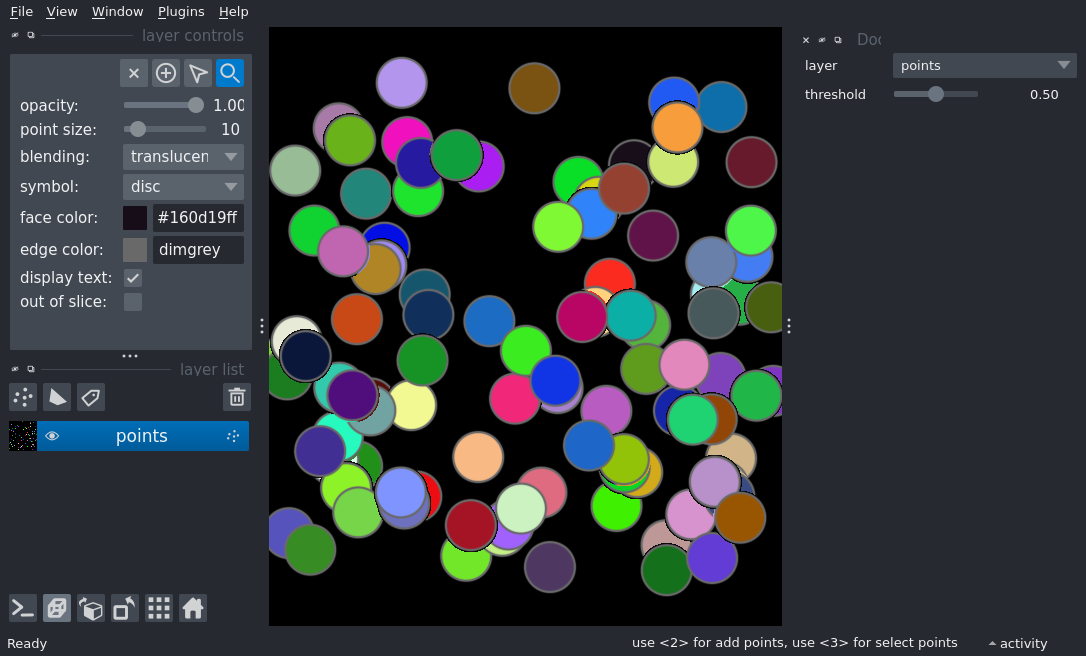 File View Window Plugins Help
layer controls
opacity: 1.00
point size: 10
blending: translucen
symbol: disc
face color: #160d19ff
edge color: dimgrey
display text:
out of slice:
layer list
points
Ready
Doc
layer points
threshold 0.50
use <2> for add points, use <3> for select points
activity